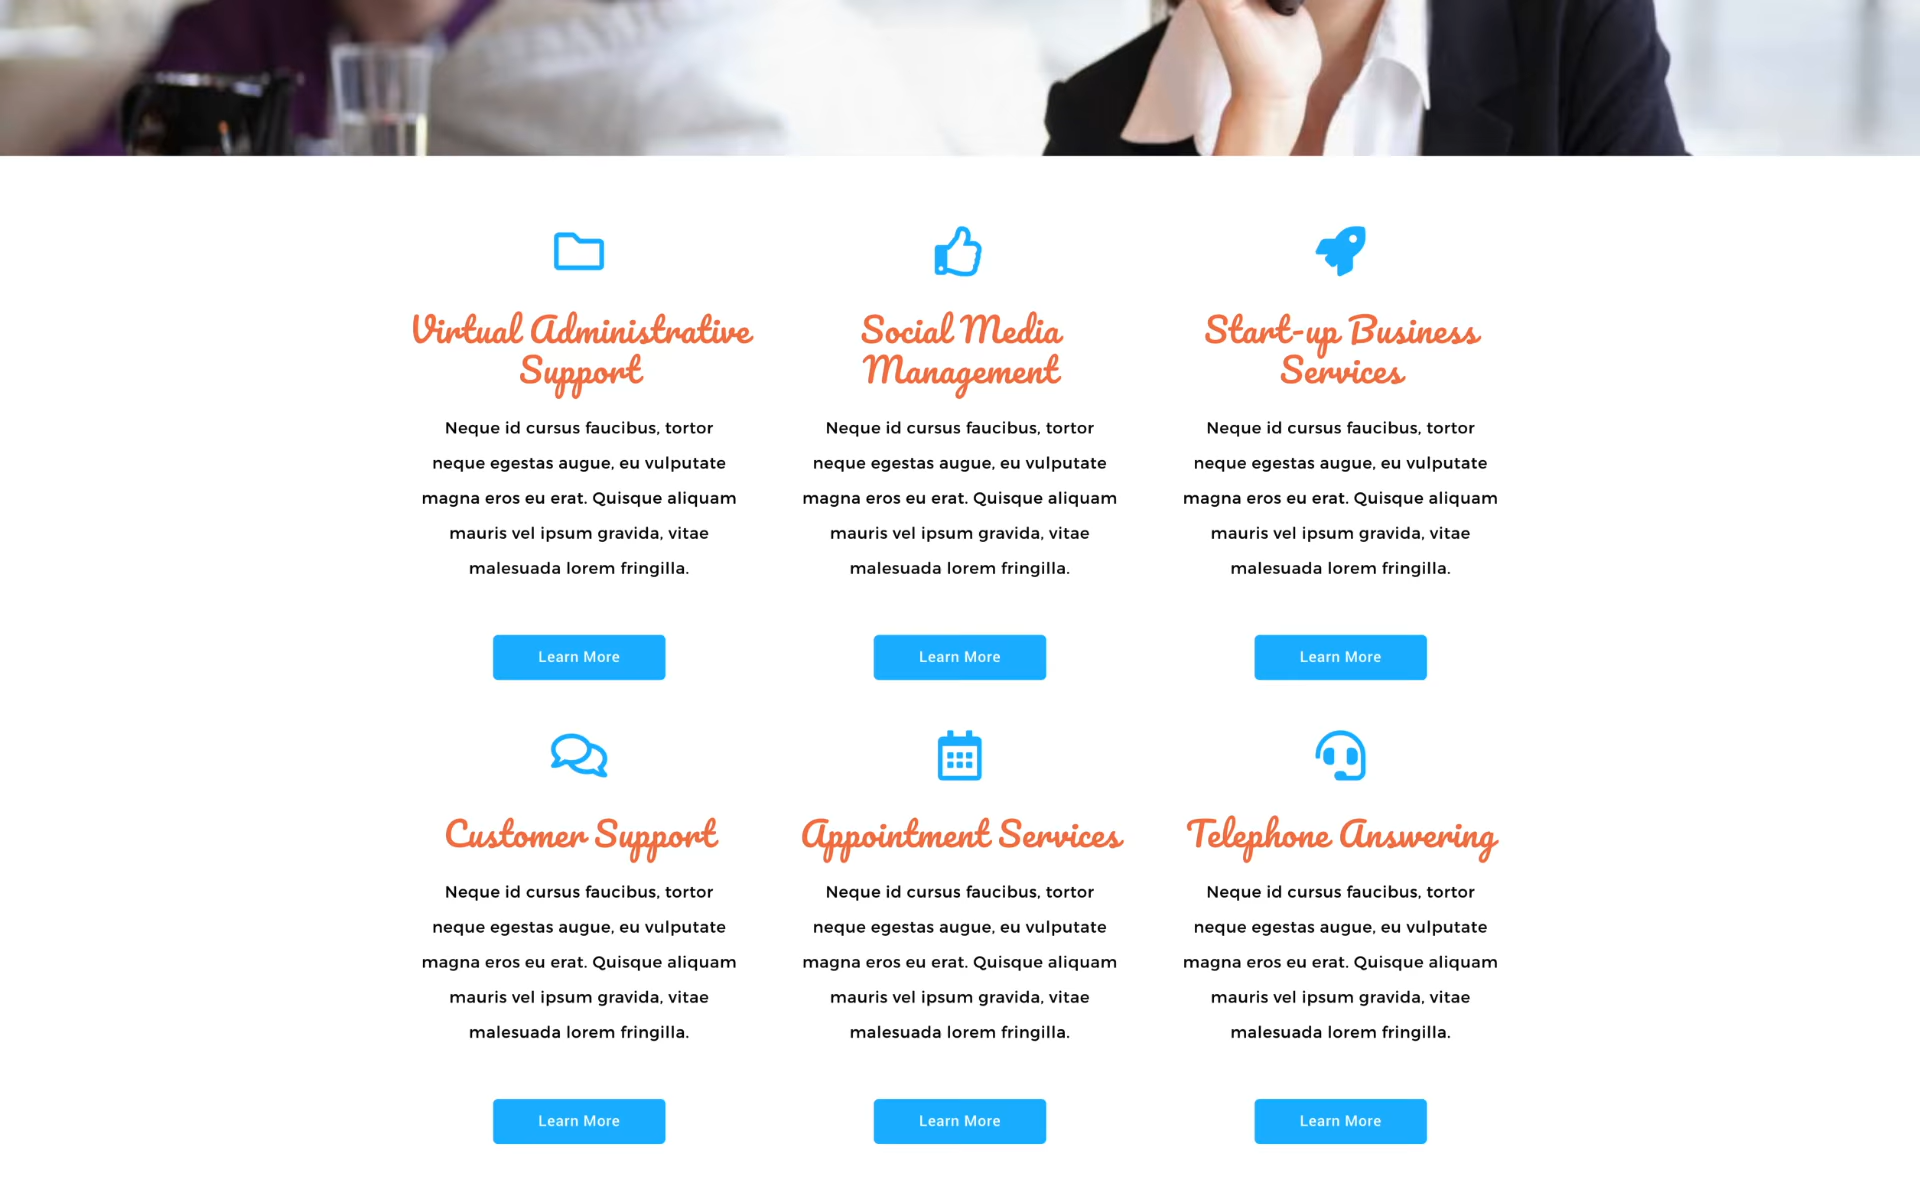 Virtual Administrative
Support
Neque id cursus faucibus, tortor
neque egestas augue, eu vulputate
magna eros eu erat. Quisque aliquam
mauris vel ipsum gravida, vitae
malesuada lorem fringilla.
Learn More
Social Media
Management
Neque id cursus faucibus, tortor
neque egestas augue, eu vulputate
magna eros eu erat. Quisque aliquam
mauris vel ipsum gravida, vitae
malesuada lorem fringilla.
Learn More
Start-up Business
Services
Neque id cursus faucibus, tortor
neque egestas augue, eu vulputate
magna eros eu erat. Quisque aliquam
mauris vel ipsum gravida, vitae
malesuada lorem fringilla.
Learn More
Customer Support
Neque id cursus faucibus, tortor
neque egestas augue, eu vulputate
magna eros eu erat. Quisque aliquam
mauris vel ipsum gravida, vitae
malesuada lorem fringilla.
Learn More
Appointment Services
Neque id cursus faucibus, tortor
neque egestas augue, eu vulputate
magna eros eu erat. Quisque aliquam
mauris vel ipsum gravida, vitae
malesuada lorem fringilla.
Learn More
Telephone Answering
Neque id cursus faucibus, tortor
neque egestas augue, eu vulputate
magna eros eu erat. Quisque aliquam
mauris vel ipsum gravida, vitae
malesuada lorem fringilla.
Learn More